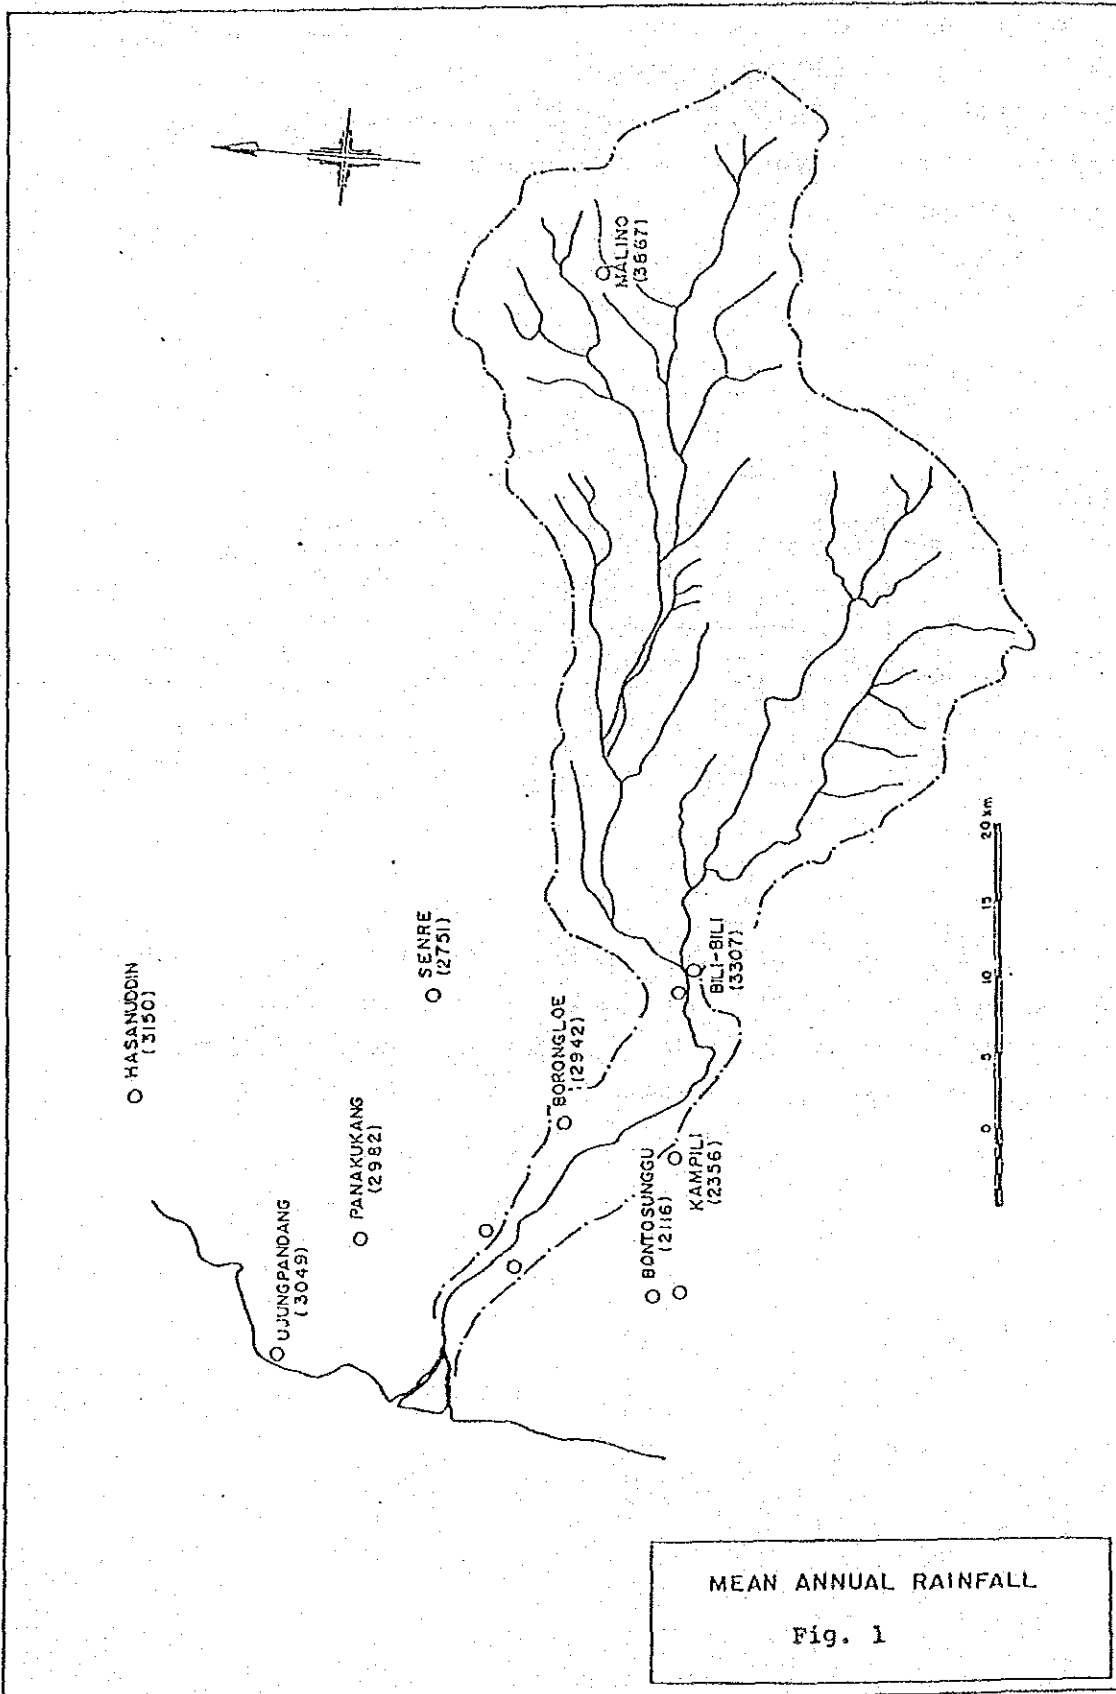 HASANUDDIN
(3150)
UJUNGPANDANG
(3049)
PANAKUKANG
(2982)
SENRE
(2751)
BORONGLOE
(2942)
MALINO
(3867)
BILI-BILI
(3307)
BONTOSUNGGU
(2116)
KAMPILI
(2356)
0 5 10 15 20 km
MEAN ANNUAL RAINFALL
Fig. 1